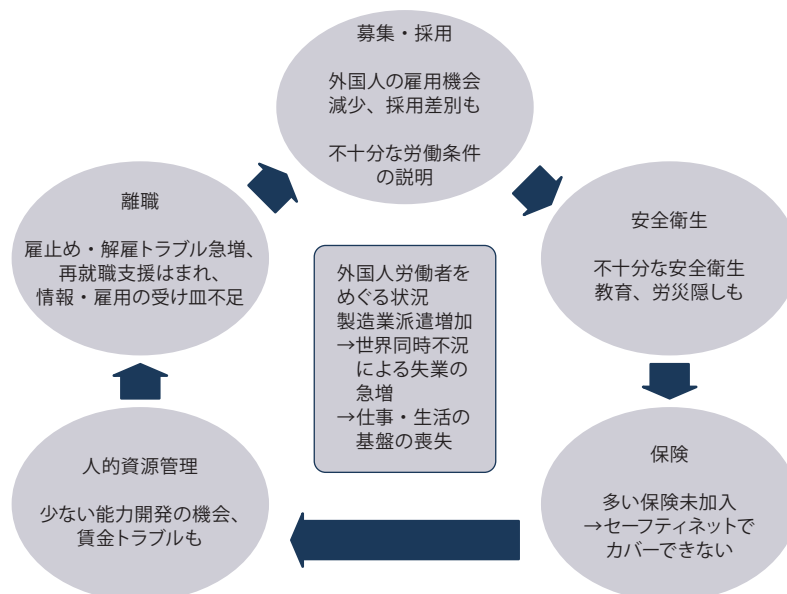 募集・採用
外国人の雇用機会
減少、採用差別も
不十分な労働条件
の説明
安全衛生
不十分な安全衛生
教育、労災隠しも
保険
多い保険未加入
→セーフティネットで
カバーできない
人的資源管理
少ない能力開発の機会、
賃金トラブルも
離職
雇止め・解雇トラブル急増、
再就職支援はまれ、
情報・雇用の受け皿不足
外国人労働者を
めぐる状況
製造業派遣増加
→世界同時不況
による失業の
急増
→仕事・生活の
基盤の喪失